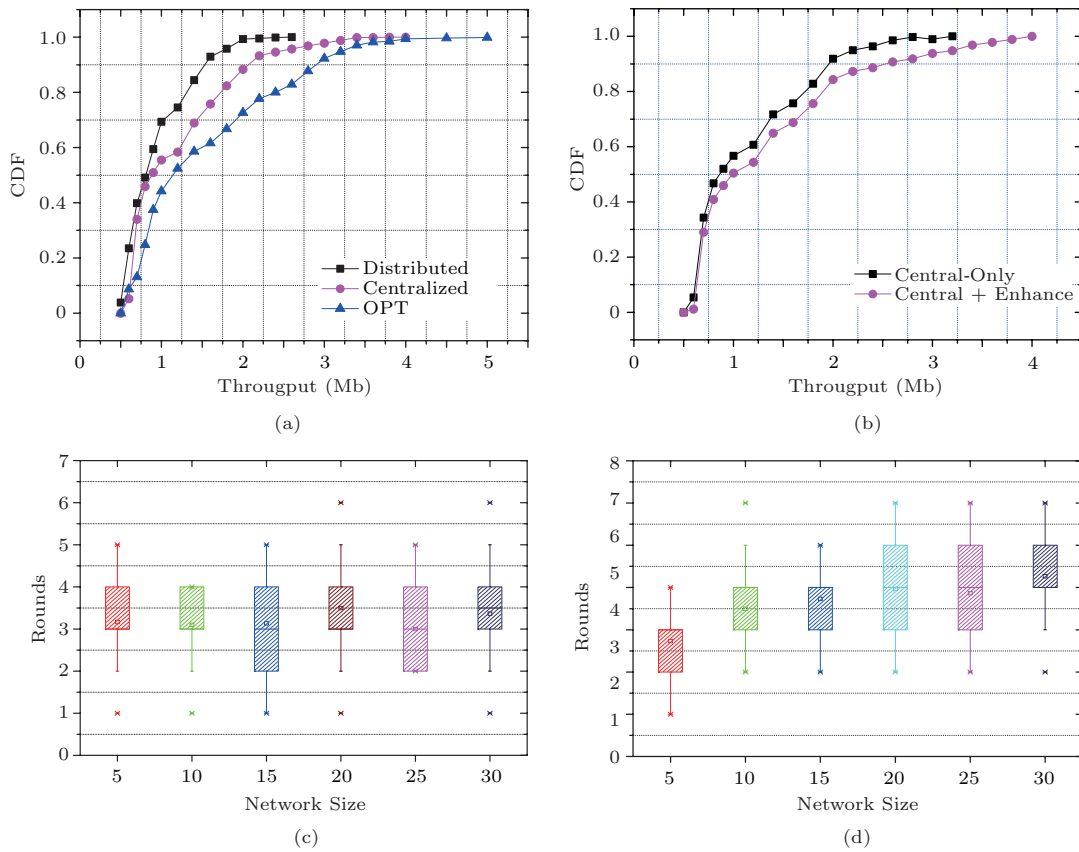 1.0
0.8
0.6
0.4
0.2
0
CDF
Distributed
Centralized
OPT
0 1 2 3 4 5
Througput (Mb)
(a)
1.0
0.8
0.6
0.4
0.2
0
CDF
Central-Only
Central + Enhance
0 1 2 3 4
Througput (Mb)
(b)
7
6
5
4
3
2
1
0
Rounds
5 10 15 20 25 30
Network Size
(c)
8
7
6
5
4
3
2
1
0
Rounds
5 10 15 20 25 30
Network Size
(d)